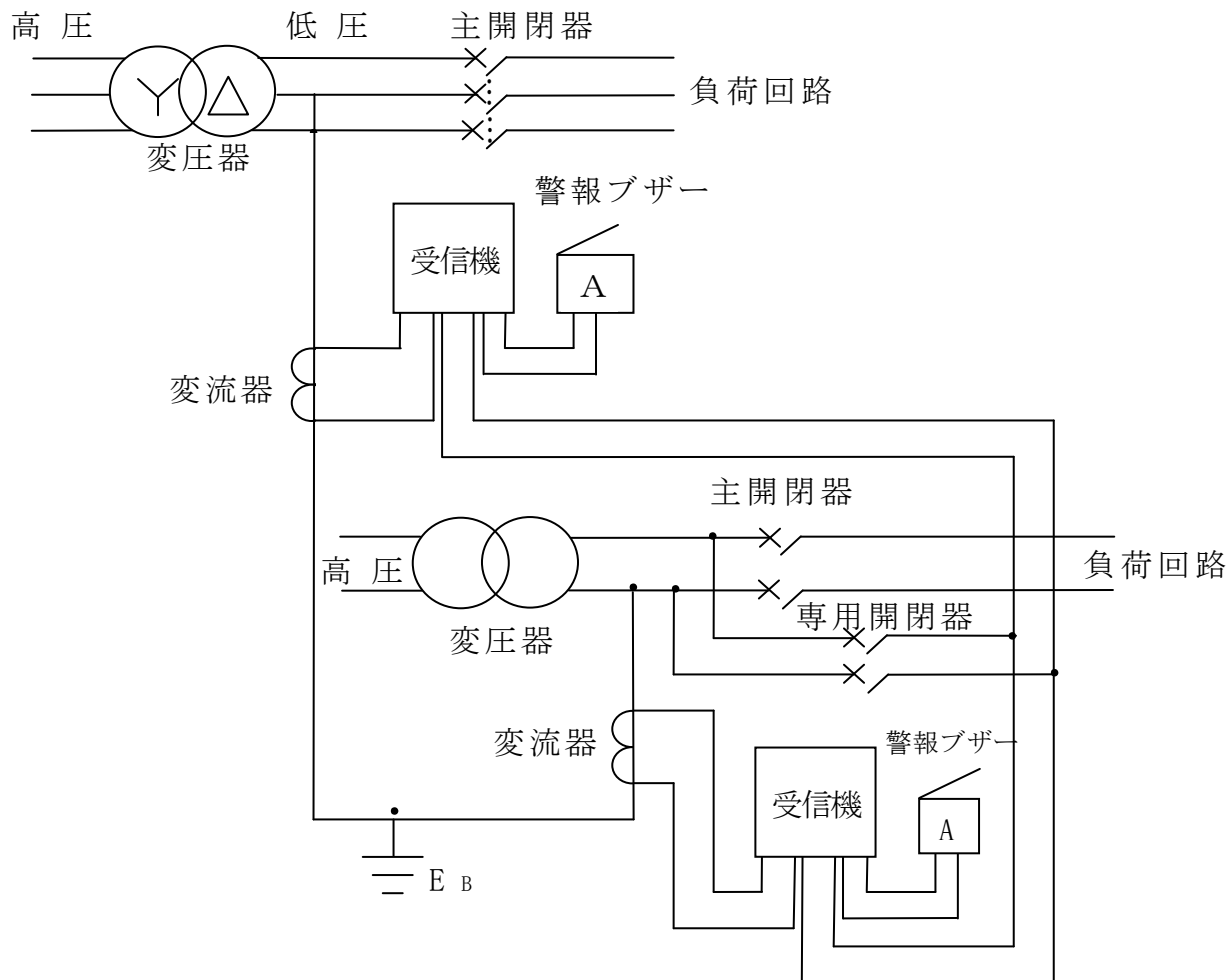 高 圧
低 圧
主開閉器
負荷回路
変圧器
警報ブザー
受信機
A
変流器
主開閉器
高 圧
負荷回路
専用開閉器
変圧器
変流器
警報ブザー
受信機
A
E B